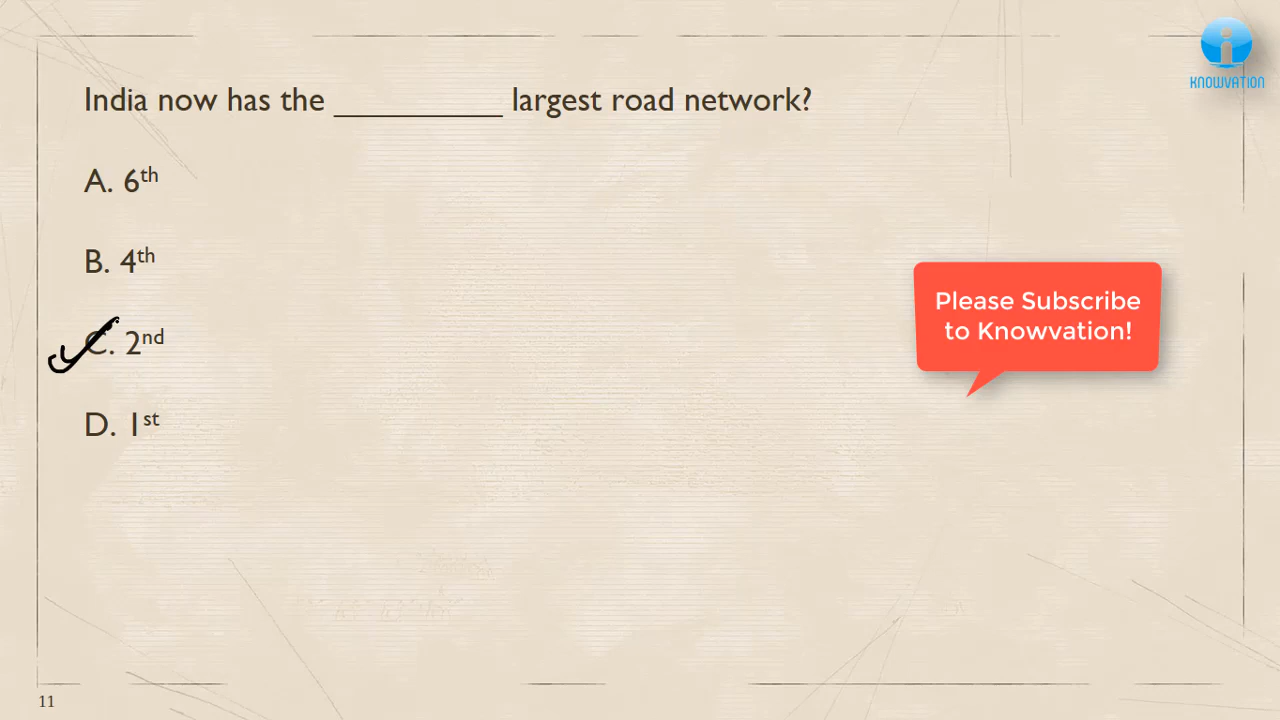 KNOWVATION
India now has the __________ largest road network?
A. 6th
B. 4th
C. 2nd
D. 1st
Please Subscribe
to Knowvation!
11